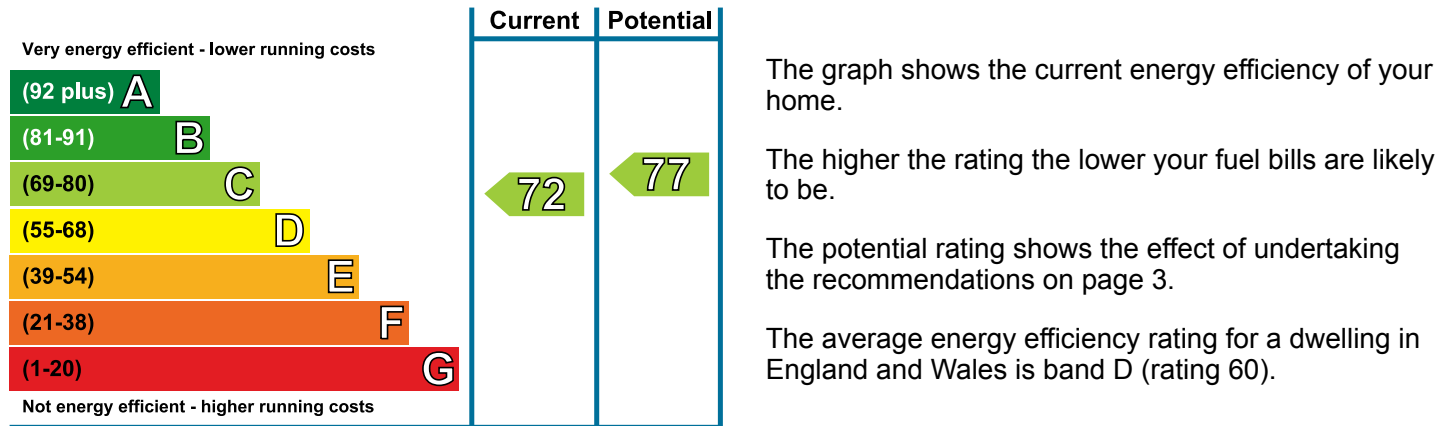 Current Potential
Very energy efficient - lower running costs
(92 plus) A
(81-91) B
(69-80) C
(55-68) D
(39-54) E
(21-38) F
(1-20) G
Not energy efficient - higher running costs
72
77
The graph shows the current energy efficiency of your
home.
The higher the rating the lower your fuel bills are likely
to be.
The potential rating shows the effect of undertaking
the recommendations on page 3.
The average energy efficiency rating for a dwelling in
England and Wales is band D (rating 60).